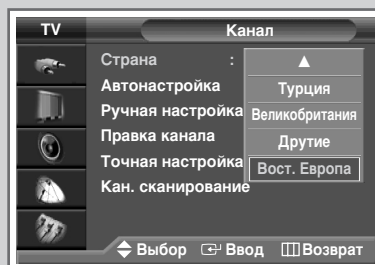 TV Канал
Страна : ▲
Автонастройка Турция
Ручная настройка Великобритания
Правка канала Друтие
Точная настройка Вост. Европа
Кан. сканирование
Выбор Ввод Возврат